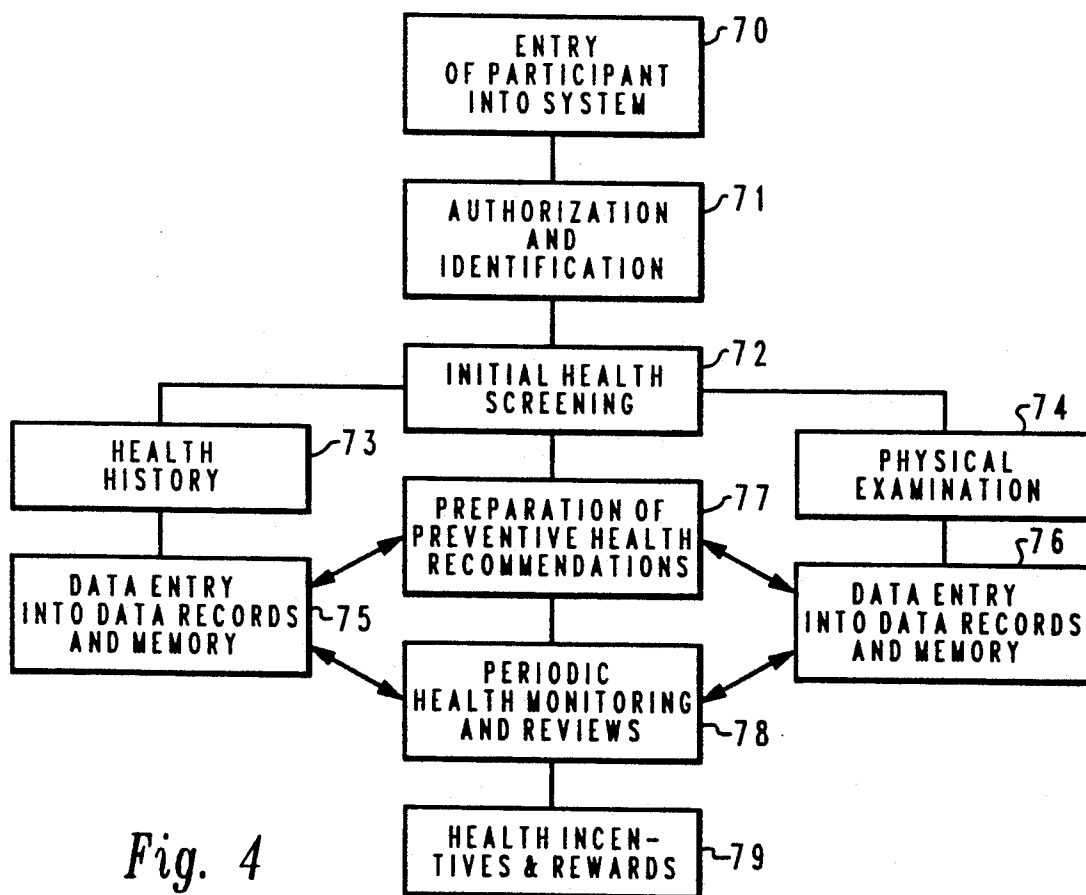 70
ENTRY
OF PARTICIPANT
INTO SYSTEM
71
AUTHORIZATION
AND
IDENTIFICATION
72
INITIAL HEALTH
SCREENING
73
HEALTH
HISTORY
74
PHYSICAL
EXAMINATION
77
PREPARATION OF
PREVENTIVE HEALTH
RECOMMENDATIONS
75
DATA ENTRY
INTO DATA RECORDS
AND MEMORY
76
DATA ENTRY
INTO DATA RECORDS
AND MEMORY
PERIODIC
HEALTH MONITORING
AND REVIEWS
78
HEALTH INCEN-
TIVES & REWARDS
79
Fig. 4